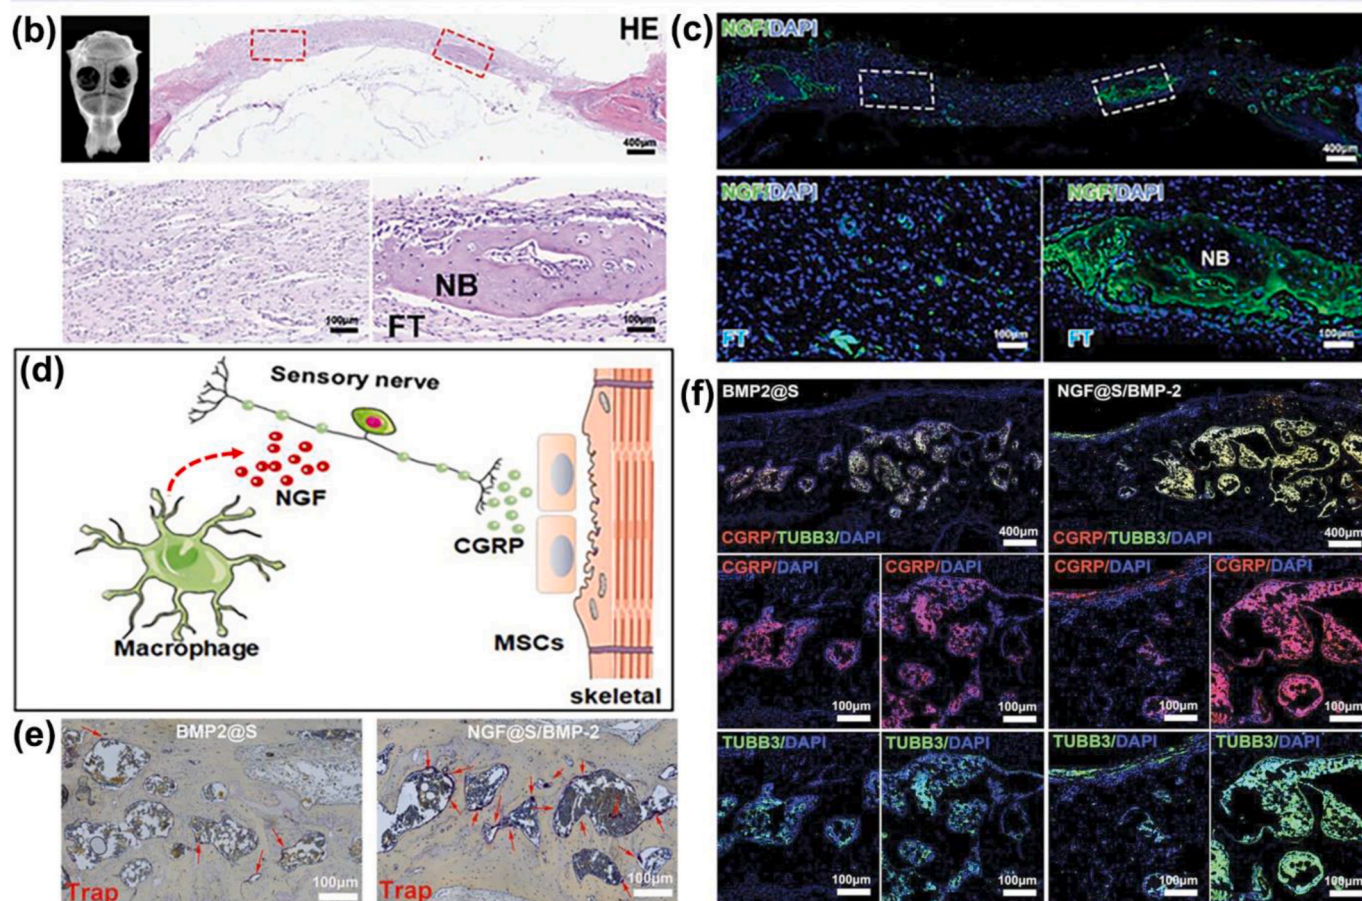 (b)
HE
400μm
100μm
NB
FT
100μm
(c)
NGF/DAPI
400μm
NGF/DAPI
FT
100μm
NGF/DAPI
NB
FT
100μm
(d)
Sensory nerve
NGF
CGRP
Macrophage
MSCs
skeletal
(e)
BMP2@S
Trap
100μm
NGF@S/BMP-2
Trap
100μm
(f)
BMP2@S
CGRP/TUBB3/DAPI
400μm
NGF@S/BMP-2
CGRP/TUBB3/DAPI
400μm
CGRP/DAPI
100μm
CGRP/DAPI
100μm
CGRP/DAPI
100μm
CGRP/DAPI
100μm
TUBB3/DAPI
100μm
TUBB3/DAPI
100μm
TUBB3/DAPI
100μm
TUBB3/DAPI
100μm